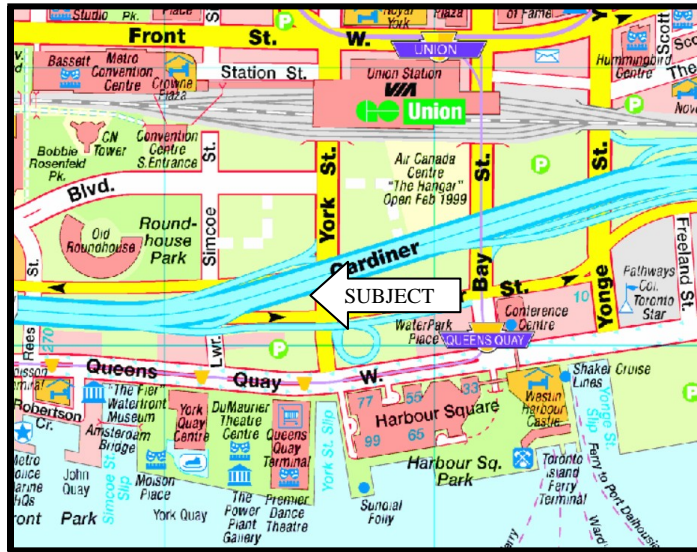 Studio
Pk.
Place
Royal
York
Plaza
of Fame
Front
St.
W.
UNION
Scott
Bassett
Metro
Convention
Centre
Crowne
Plaza
Station St.
Union Station
VIA
GO
Union
Hummingbird
Centre
The
Novo
CN
Tower
Bobbie
Rosenfeld
Pk.
Convention
Centre
S.Entrance
St.
Air Canada
Centre
"The Hangar"
Open Feb 1999
P
Blvd.
York St.
Bay
St.
Yonge
St.
Old
Roundhouse
Round-
house
Park
Simcoe
Gardiner
SUBJECT
St.
Freeland St.
Pathways
Col.
Toronto
Star
10
Conference
Centre
WaterPark
Place
QUEENS QUAY
Rees
St.
270
Lwr.
P
Queens
Quay
W.
Robertson
Cr.
"The Pier"
Waterfront
Museum
Amsterdam
Bridge
York
Quay
Centre
DuMaurier
Theatre
Centre
Queens
Quay
Terminal
York St. Slip
77
55
33
Harbour Square
99
65
Westin
Harbour
Castle
Shaker Cruise
Lines
Yonge St.
Slip
P
Metro
John
Quay
Simcoe St.
Slip
Molson
Place
York Quay
The
Power
Plant
Gallery
Premier
Dance
Theatre
Sundial
Folly
Harbour Sq.
Park
Toronto
Island
Ferry
Terminal
Ferry to Port Dalhousie
Ward
Park